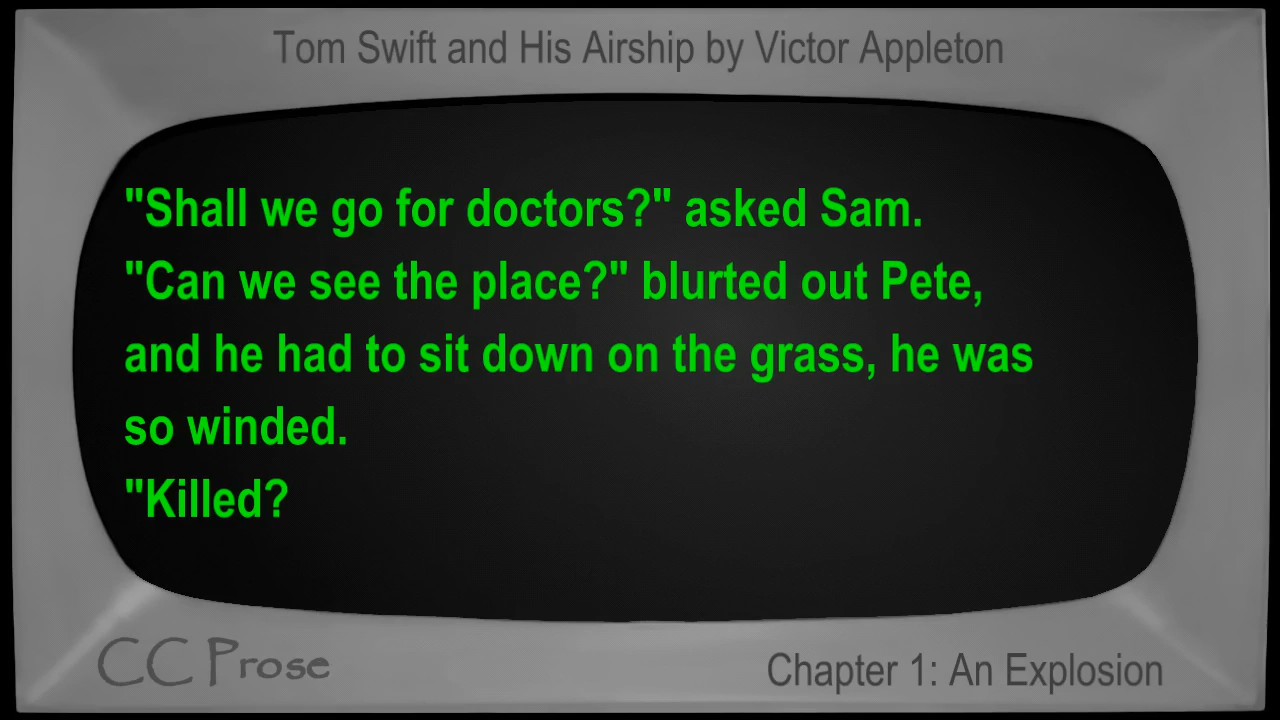 Tom Swift and His Airship by Victor Appleton
"Shall we go for doctors?" asked Sam.
"Can we see the place?" blurted out Pete,
and he had to sit down on the grass, he was
so winded.
"Killed?
CC Prose
Chapter 1: An Explosion